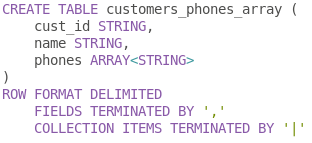 CREATE TABLE customers_phones_array (
    cust_id STRING,
    name STRING,
    phones ARRAY<STRING>
)
ROW FORMAT DELIMITED
    FIELDS TERMINATED BY ','
    COLLECTION ITEMS TERMINATED BY '|'